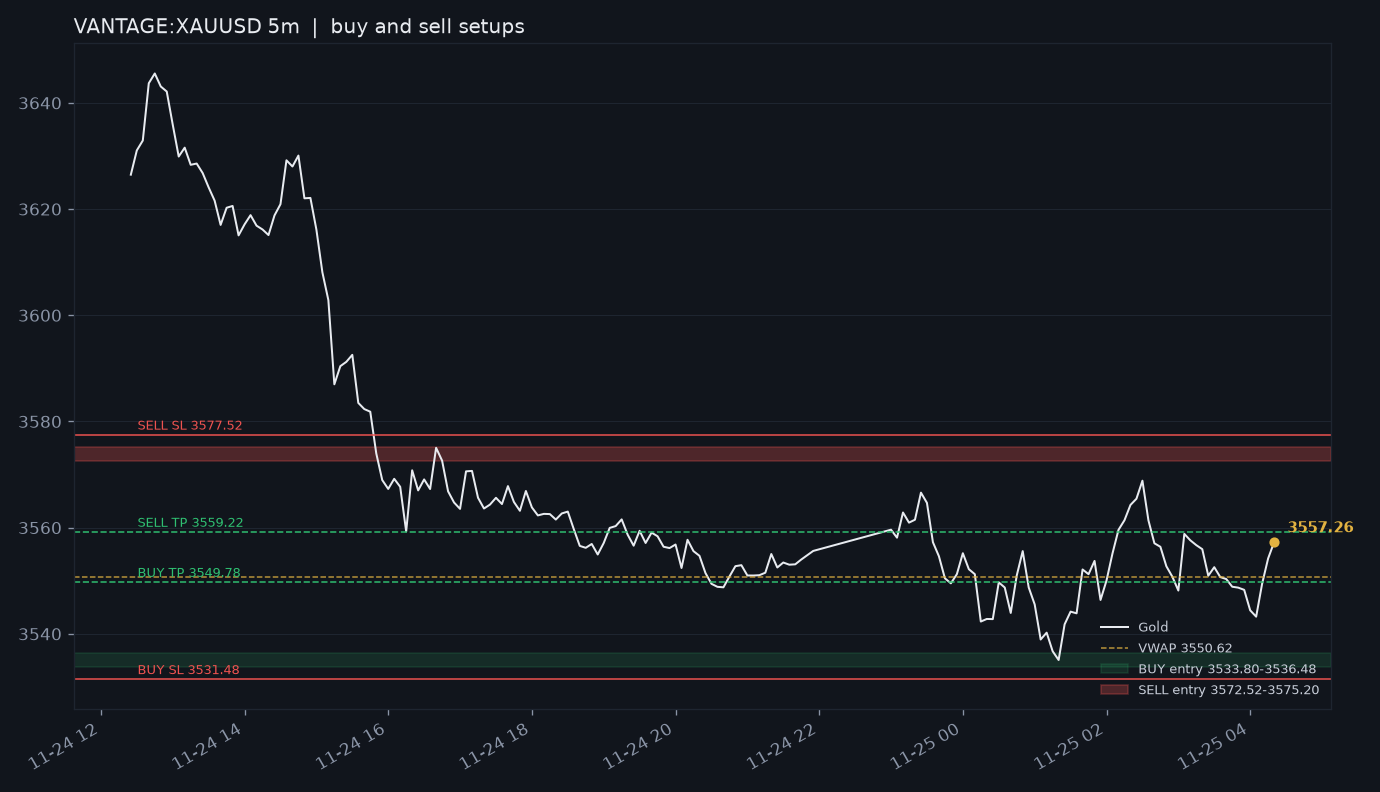 VANTAGE:XAUUSD 5m | buy and sell setups
3640
3620
3600
3580
3560
3540
SELL SL 3577.52
SELL TP 3559.22
3557.26
BUY TP 3549.78
BUY SL 3531.48
Gold
VWAP 3550.62
BUY entry 3533.80-3536.48
SELL entry 3572.52-3575.20
11-24 12
11-24 14
11-24 16
11-24 18
11-24 20
11-24 22
11-25 00
11-25 02
11-25 04